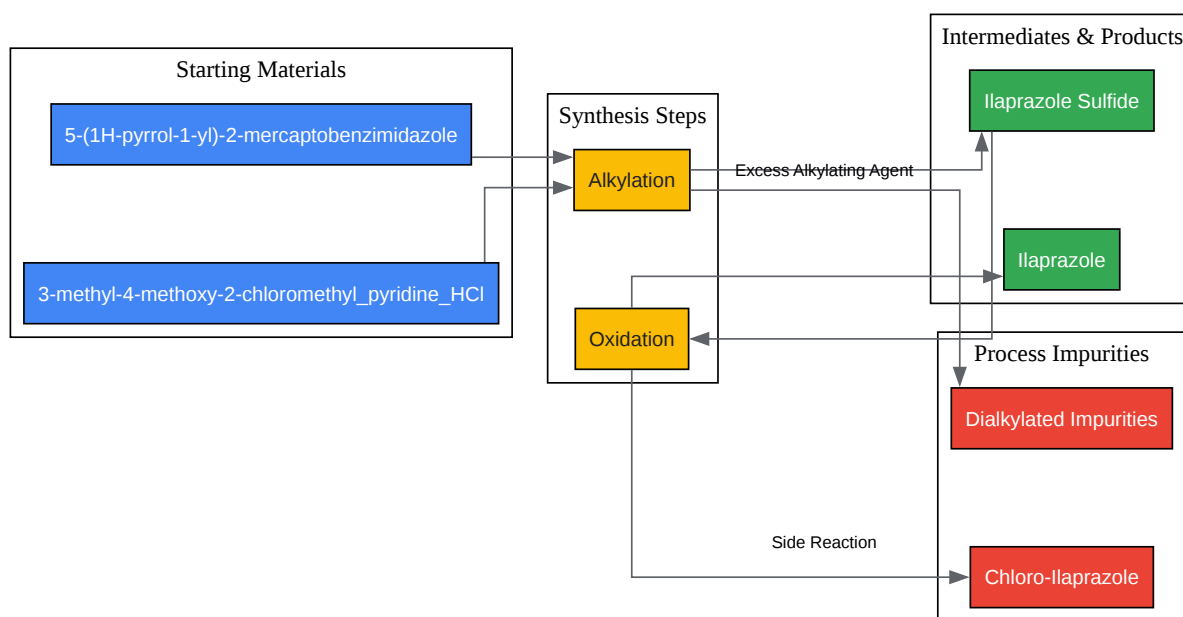 Starting Materials
5-(1H-pyrrol-1-yl)-2-mercaptobenzimidazole
3-methyl-4-methoxy-2-chloromethyl_pyridine_HCl
Synthesis Steps
Alkylation
Oxidation
Excess Alkylating Agent
Side Reaction
Intermediates & Products
Ilaprazole Sulfide
Ilaprazole
Process Impurities
Dialkylated Impurities
Chloro-Ilaprazole